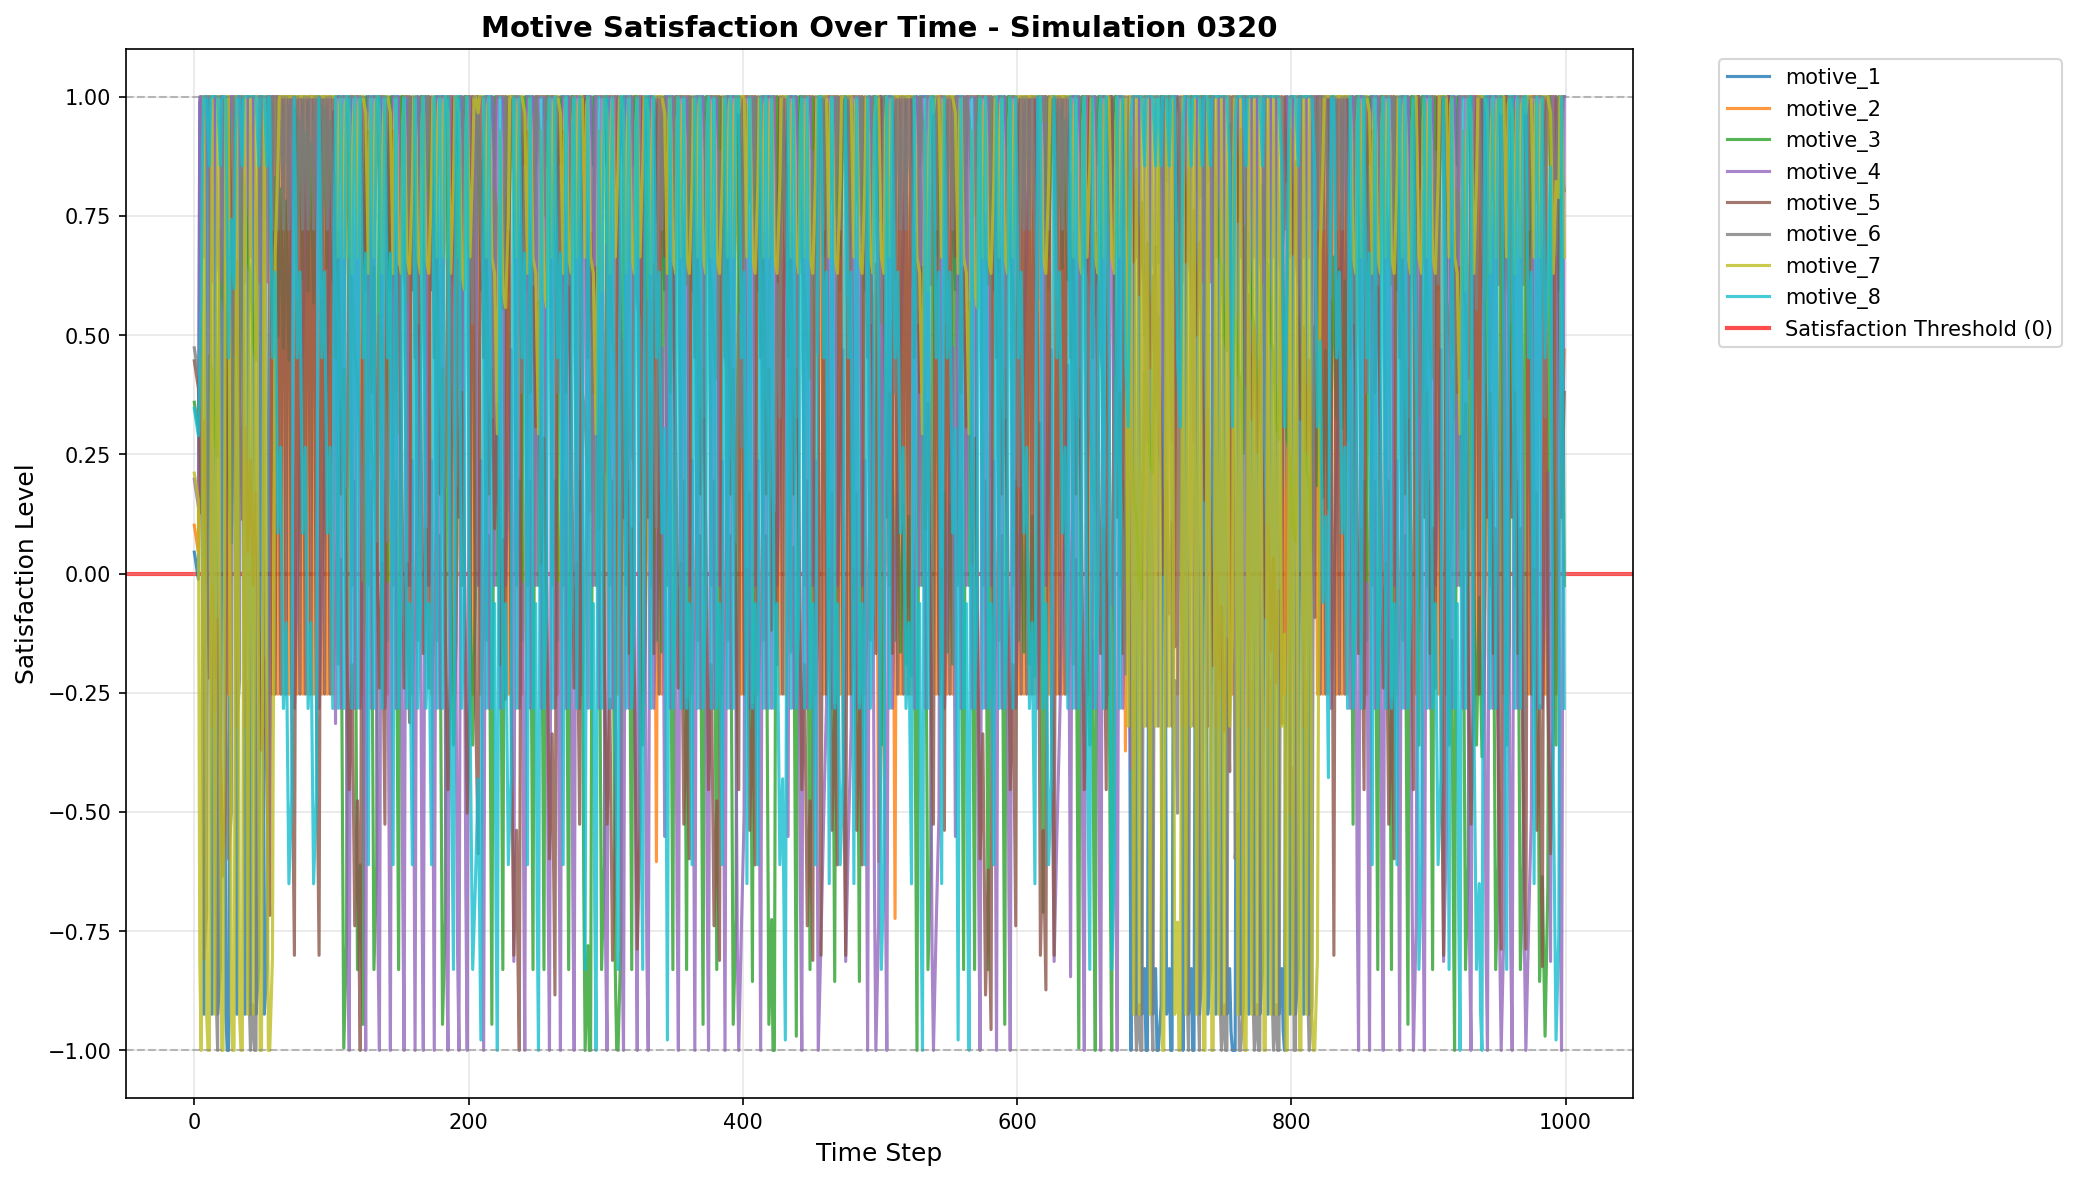 Motive Satisfaction Over Time - Simulation 0320
Satisfaction Level
1.00
0.75
0.50
0.25
0.00
−0.25
−0.50
−0.75
−1.00
0
200
400
600
800
1000
Time Step
motive_1
motive_2
motive_3
motive_4
motive_5
motive_6
motive_7
motive_8
Satisfaction Threshold (0)